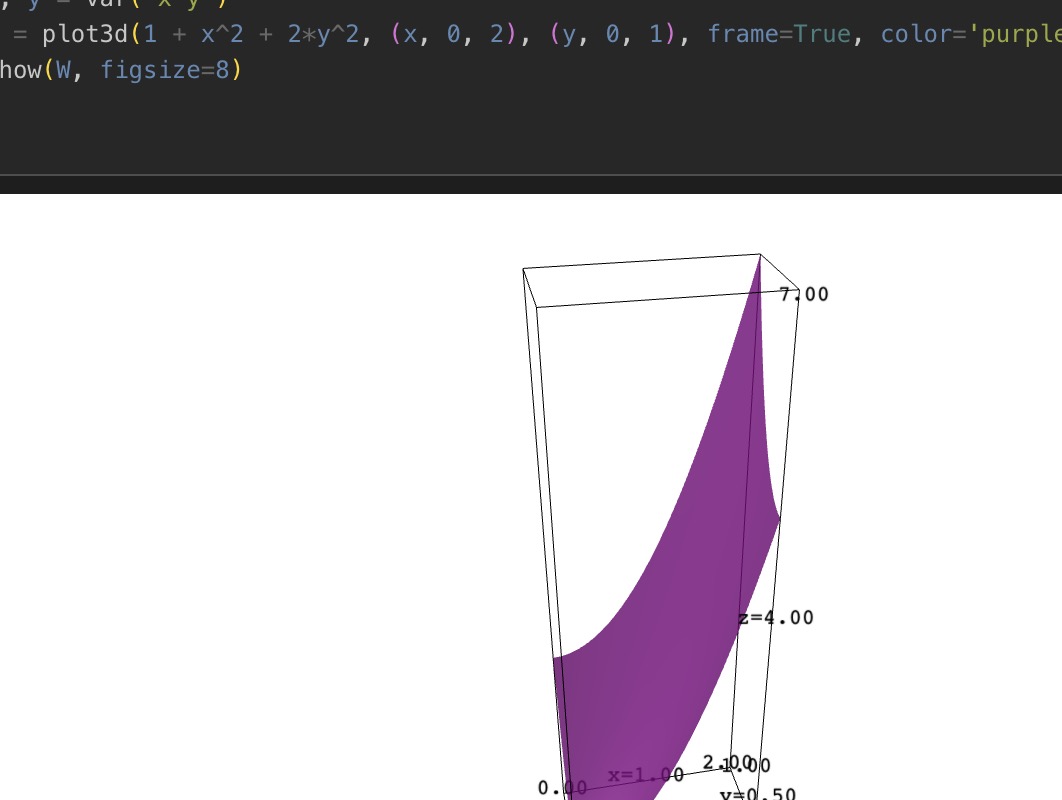 , y = var('x y')
= plot3d(1 + x^2 + 2*y^2, (x, 0, 2), (y, 0, 1), frame=True, color='purple
how(W, figsize=8)
7.00
z=4.00
2.00
1.00
x=1.00
0.00
y=0.50